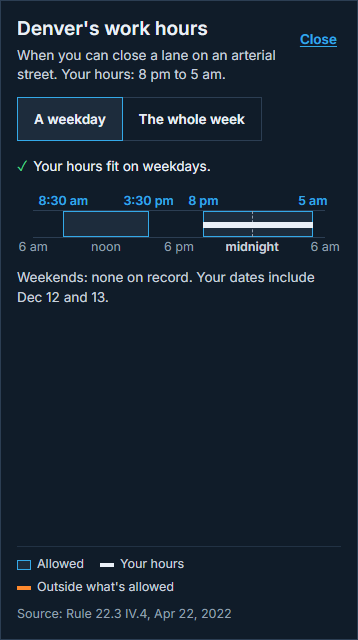 Denver's work hours
Close
When you can close a lane on an arterial
street. Your hours: 8 pm to 5 am.
A weekday The whole week
✓ Your hours fit on weekdays.
8:30 am 3:30 pm 8 pm 5 am
6 am noon 6 pm midnight 6 am
Weekends: none on record. Your dates include
Dec 12 and 13.
Allowed Your hours
Outside what's allowed
Source: Rule 22.3 IV.4, Apr 22, 2022